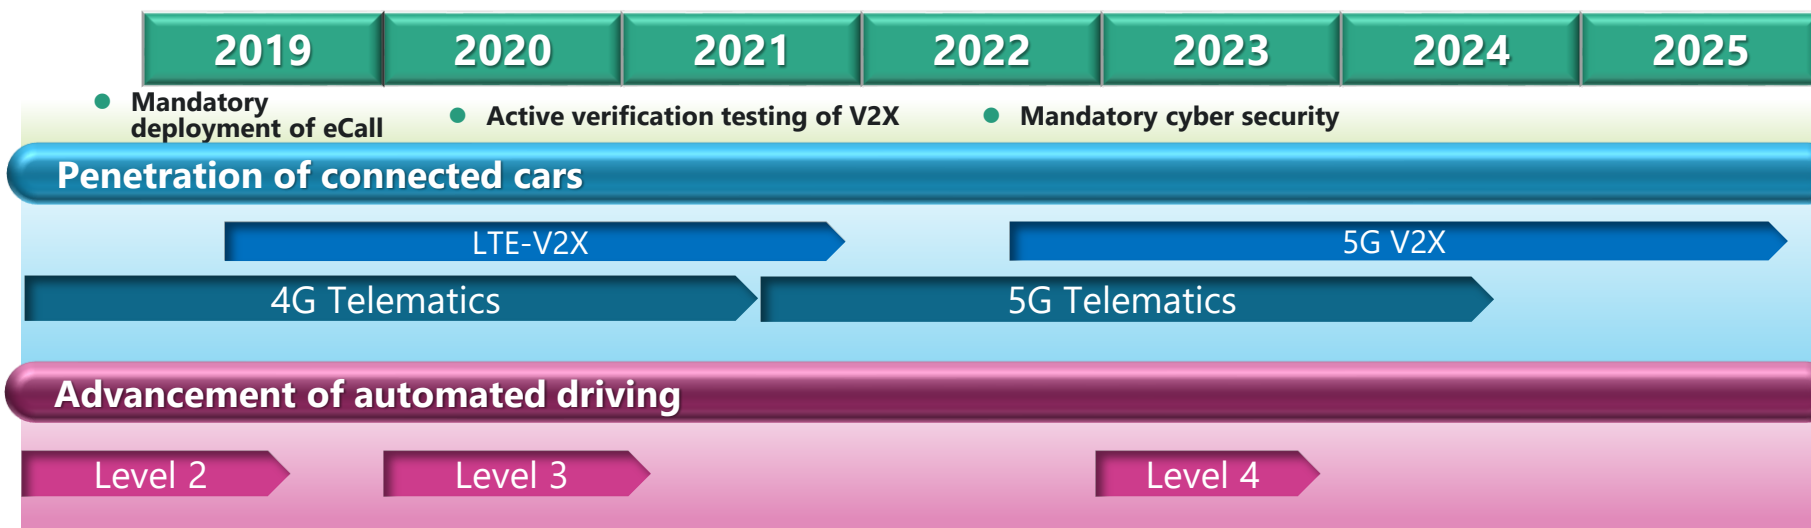 2019 2020 2021 2022 2023 2024 2025
● Mandatory
deployment of eCall
● Active verification testing of V2X
● Mandatory cyber security
Penetration of connected cars
LTE-V2X
5G V2X
4G Telematics
5G Telematics
Advancement of automated driving
Level 2
Level 3
Level 4